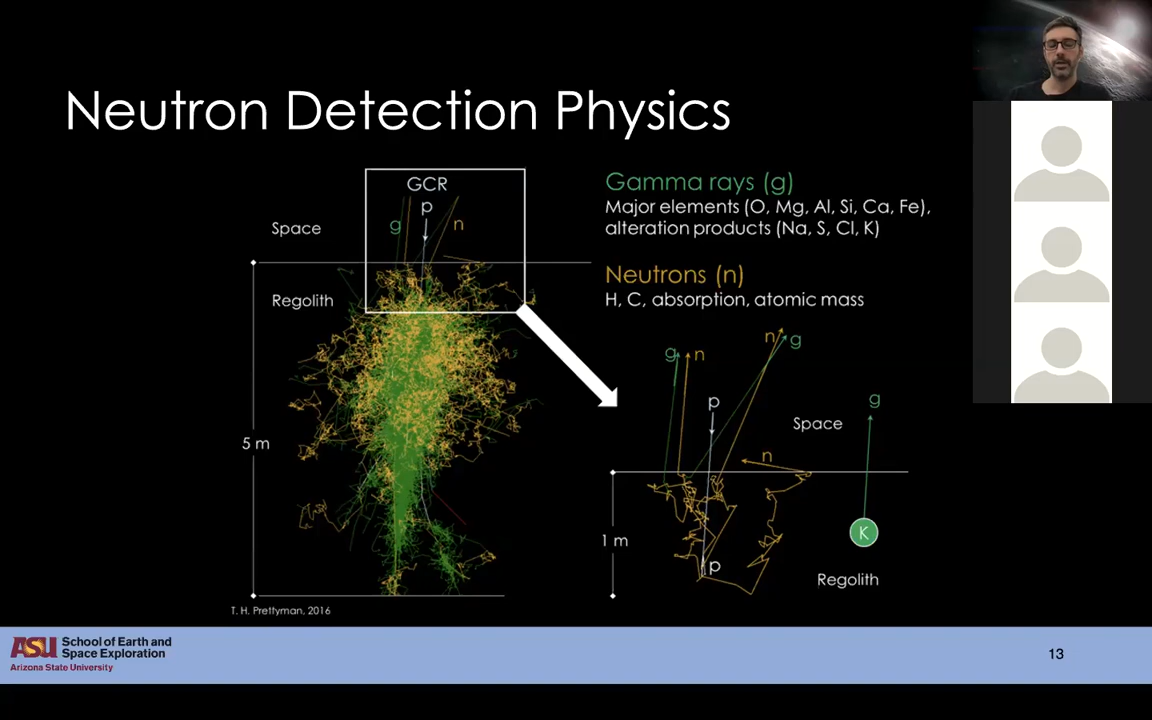 Neutron Detection Physics
GCR
p
g
n
Space
Regolith
5 m
T. H. Prettyman, 2016
Gamma rays (g)
Major elements (O, Mg, Al, Si, Ca, Fe),
alteration products (Na, S, Cl, K)
Neutrons (n)
H, C, absorption, atomic mass
g
n
n
g
p
Space
g
n
K
1 m
p
Regolith
ASU School of Earth and
Space Exploration
Arizona State University
13